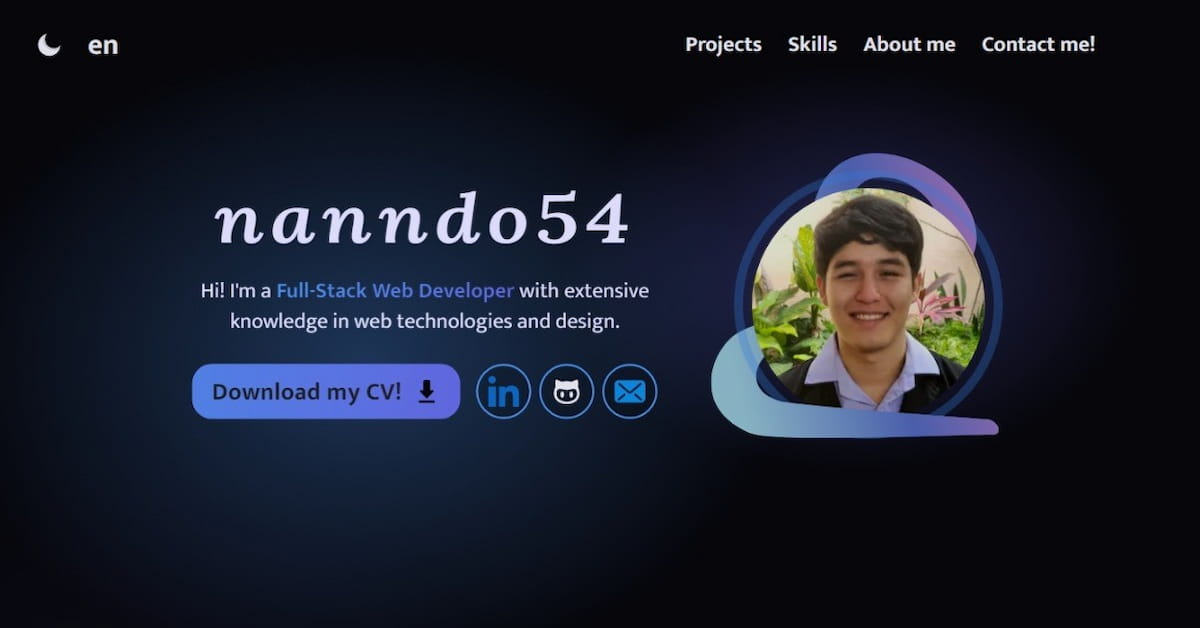 en
Projects Skills About me Contact me!
nanndo54
Hi! I'm a Full-Stack Web Developer with extensive
knowledge in web technologies and design.
Download my CV!
in